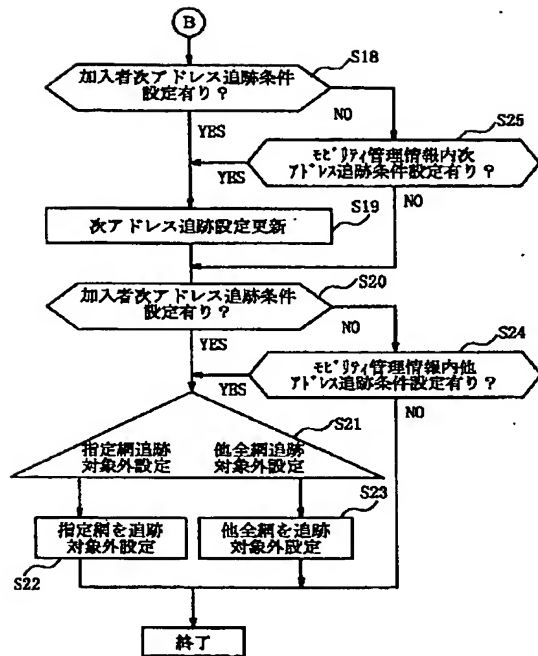 B
加入者次アドレス追跡条件
設定有り？
S18
YES
NO
S25
モビリティ管理情報内次
アドレス追跡条件設定有り？
YES
NO
次アドレス追跡設定更新
S19
加入者次アドレス追跡条件
設定有り？
S20
YES
NO
S24
モビリティ管理情報内他
アドレス追跡条件設定有り？
YES
NO
S21
指定網追跡
対象外設定
他全網追跡
対象外設定
指定網を追跡
対象外設定
S22
他全網を追跡
対象外設定
S23
終了